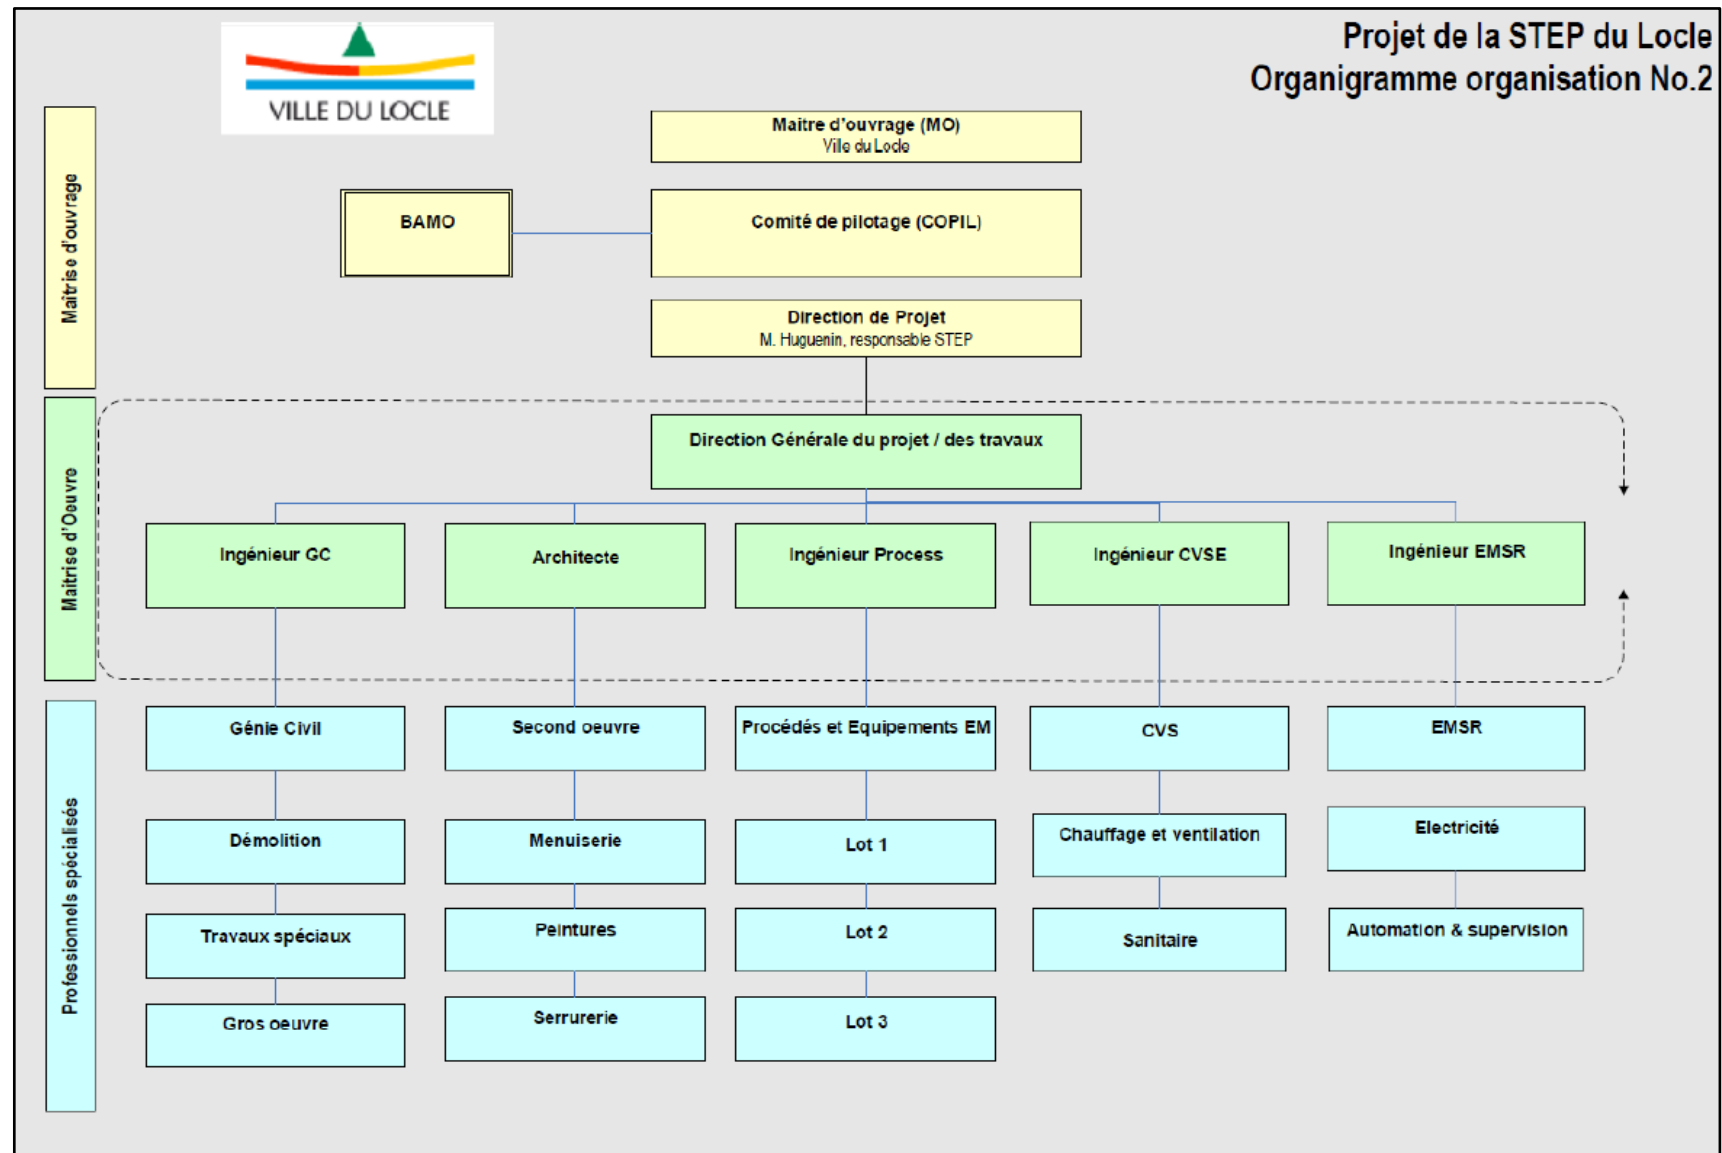 Projet de la STEP du Locle
Organigramme organisation No.2
VILLE DU LOCLE
Maîtrise d'ouvrage
Maitre d'ouvrage (MO)
Ville du Locle
BAMO
Comité de pilotage (COPIL)
Direction de Projet
M. Huguenin, responsable STEP
Maîtrise d'Oeuvre
Direction Générale du projet / des travaux
Ingénieur GC
Architecte
Ingénieur Process
Ingénieur CVSE
Ingénieur EMSR
Professionnels spécialisés
Génie Civil
Second oeuvre
Procédés et Equipements EM
CVS
EMSR
Démolition
Menuiserie
Lot 1
Chauffage et ventilation
Electricité
Travaux spéciaux
Peintures
Lot 2
Sanitaire
Automation & supervision
Gros oeuvre
Serrurerie
Lot 3